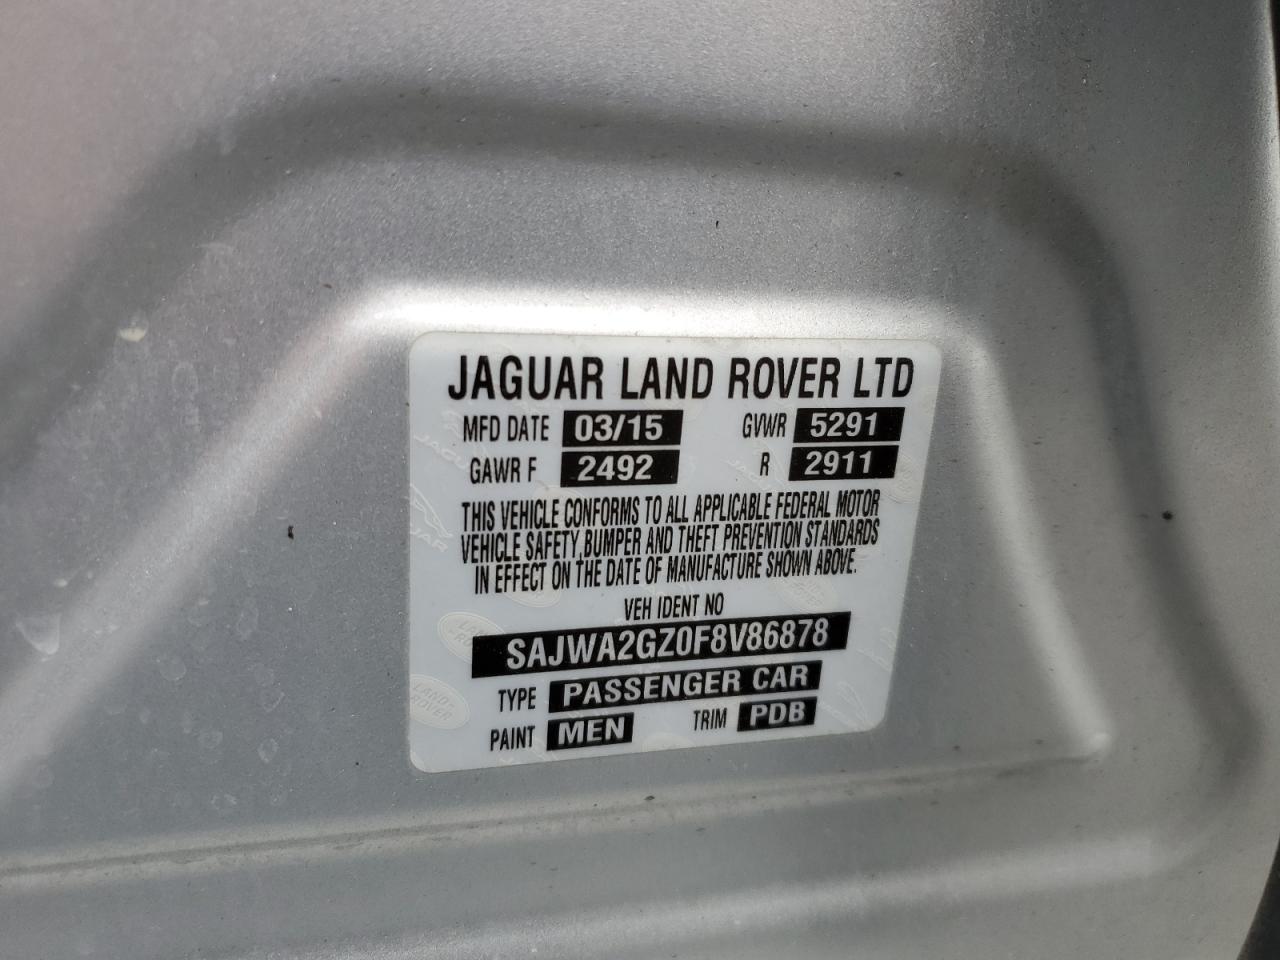 JAGUAR LAND ROVER LTD
MFD DATE 03/15 GVWR 5291
GAWR F 2492 R 2911
THIS VEHICLE CONFORMS TO ALL APPLICABLE FEDERAL MOTOR
VEHICLE SAFETY, BUMPER AND THEFT PREVENTION STANDARDS
IN EFFECT ON THE DATE OF MANUFACTURE SHOWN ABOVE.
VEH IDENT NO
SAJWA2GZ0F8V86878
TYPE PASSENGER CAR
PAINT MEN TRIM PDB
LAND-
ROVER